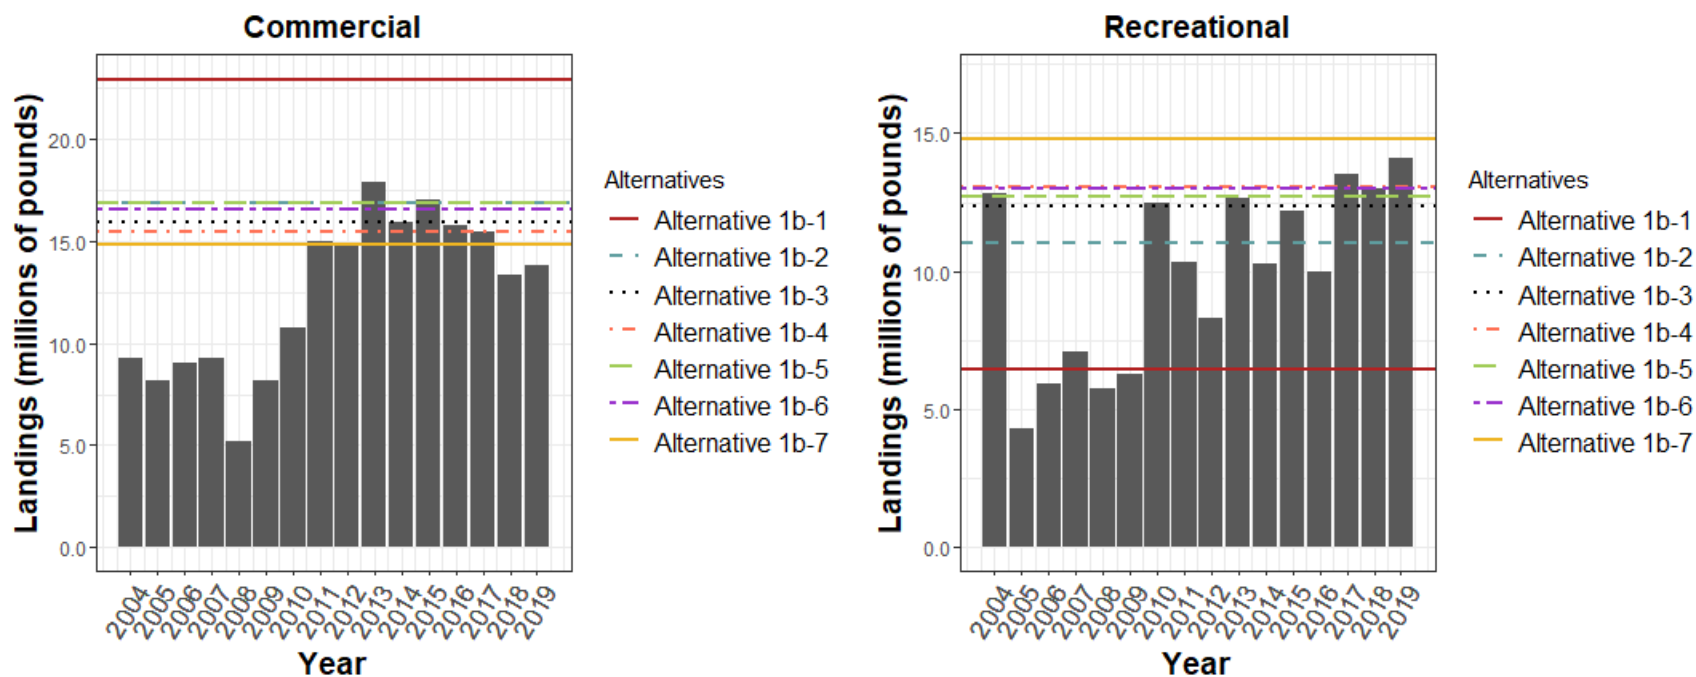 Commercial
Landings (millions of pounds)
20.0
15.0
10.0
5.0
0.0
2004 2005 2006 2007 2008 2009 2010 2011 2012 2013 2014 2015 2016 2017 2018 2019
Year
Alternatives
Alternative 1b-1
Alternative 1b-2
Alternative 1b-3
Alternative 1b-4
Alternative 1b-5
Alternative 1b-6
Alternative 1b-7
Recreational
Landings (millions of pounds)
15.0
10.0
5.0
0.0
2004 2005 2006 2007 2008 2009 2010 2011 2012 2013 2014 2015 2016 2017 2018 2019
Year
Alternatives
Alternative 1b-1
Alternative 1b-2
Alternative 1b-3
Alternative 1b-4
Alternative 1b-5
Alternative 1b-6
Alternative 1b-7